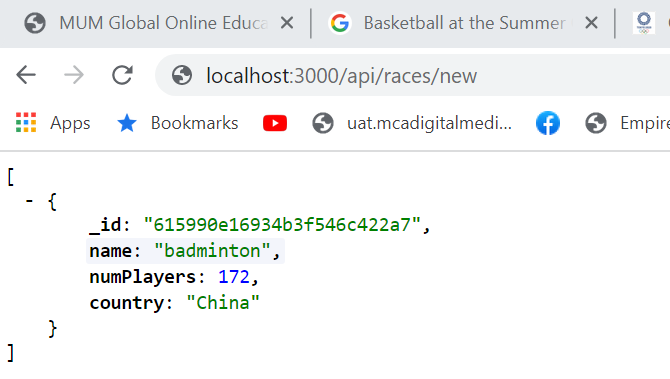 MUM Global Online Educa
Basketball at the Summer
localhost:3000/api/races/new
Apps Bookmarks uat.mcadigitalmedi... Empire
[
- {
_id: "615990e16934b3f546c422a7",
name: "badminton",
numPlayers: 172,
country: "China"
}
]